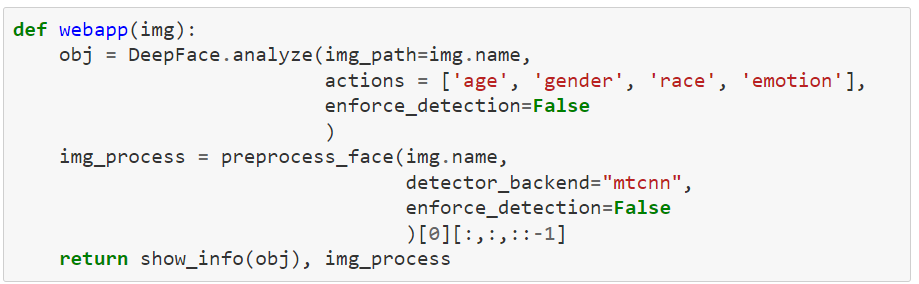 def webapp(img):
    obj = DeepFace.analyze(img_path=img.name,
                           actions = ['age', 'gender', 'race', 'emotion'],
                           enforce_detection=False
                           )
    img_process = preprocess_face(img.name,
                                  detector_backend="mtcnn",
                                  enforce_detection=False
                                  )[0][:,:,::-1]
    return show_info(obj), img_process